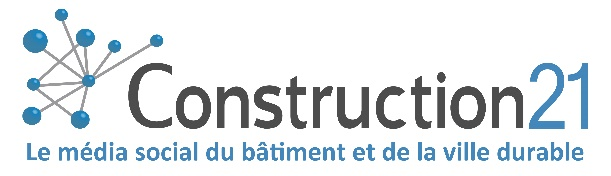 Construction21
Le média social du bâtiment et de la ville durable